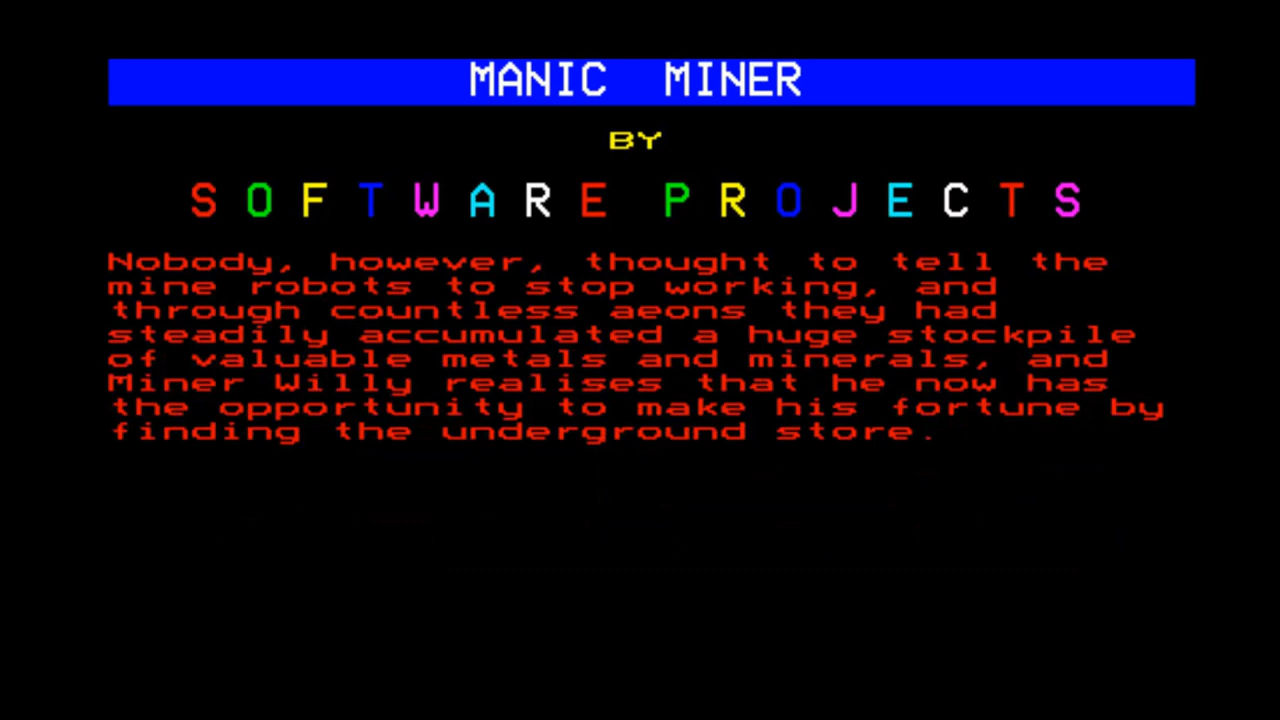 MANIC MINER
BY
SOFTWARE PROJECTS
Nobody, however, thought to tell the
mine robots to stop working, and
through countless aeons they had
steadily accumulated a huge stockpile
of valuable metals and minerals, and
Miner Willy realises that he now has
the opportunity to make his fortune by
finding the underground store.